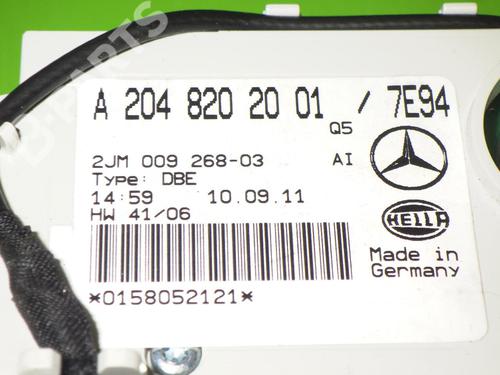 A 204 820 20 01 / 7E94
Q5
2JM 009 268-03 AI
Type: DBE
14:59 10.09.11
HW 41/06
HELLA
Made in
Germany
*0158052121*
B-PARTS